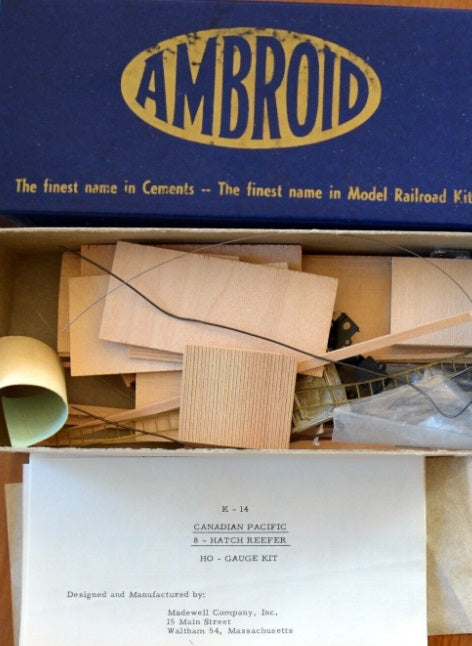 AMBROID
The finest name in Cements -- The finest name in Model Railroad Kit
K - 14
CANADIAN PACIFIC
8 - HATCH REEFER
HO - GAUGE KIT
Designed and Manufactured by:
Madewell Company, Inc.
15 Main Street
Waltham 54, Massachusetts